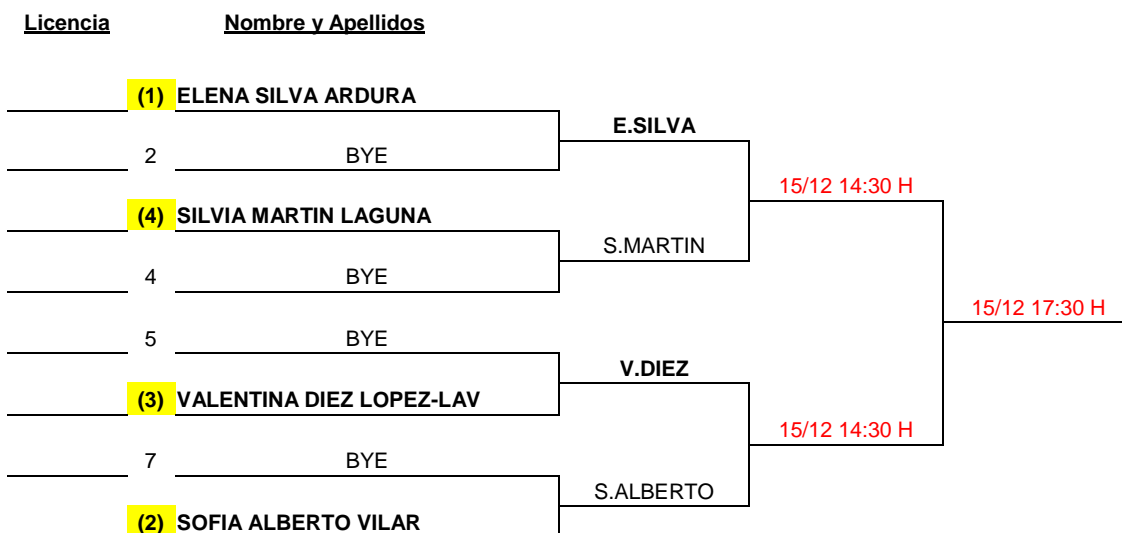 Licencia Nombre y Apellidos
(1) ELENA SILVA ARDURA
E.SILVA
2 BYE
15/12 14:30 H
(4) SILVIA MARTIN LAGUNA
S.MARTIN
4 BYE
15/12 17:30 H
5 BYE
V.DIEZ
(3) VALENTINA DIEZ LOPEZ-LAV
15/12 14:30 H
7 BYE
S.ALBERTO
(2) SOFIA ALBERTO VILAR